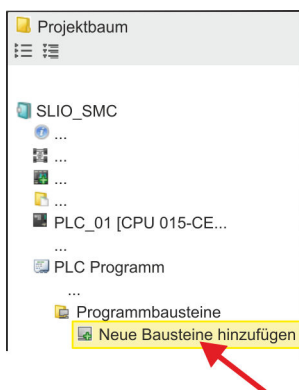 Projektbaum
SLIO_SMC
...
...
...
...
PLC_01 [CPU 015-CE...
...
PLC Programm
...
Programmbausteine
Neue Bausteine hinzufügen